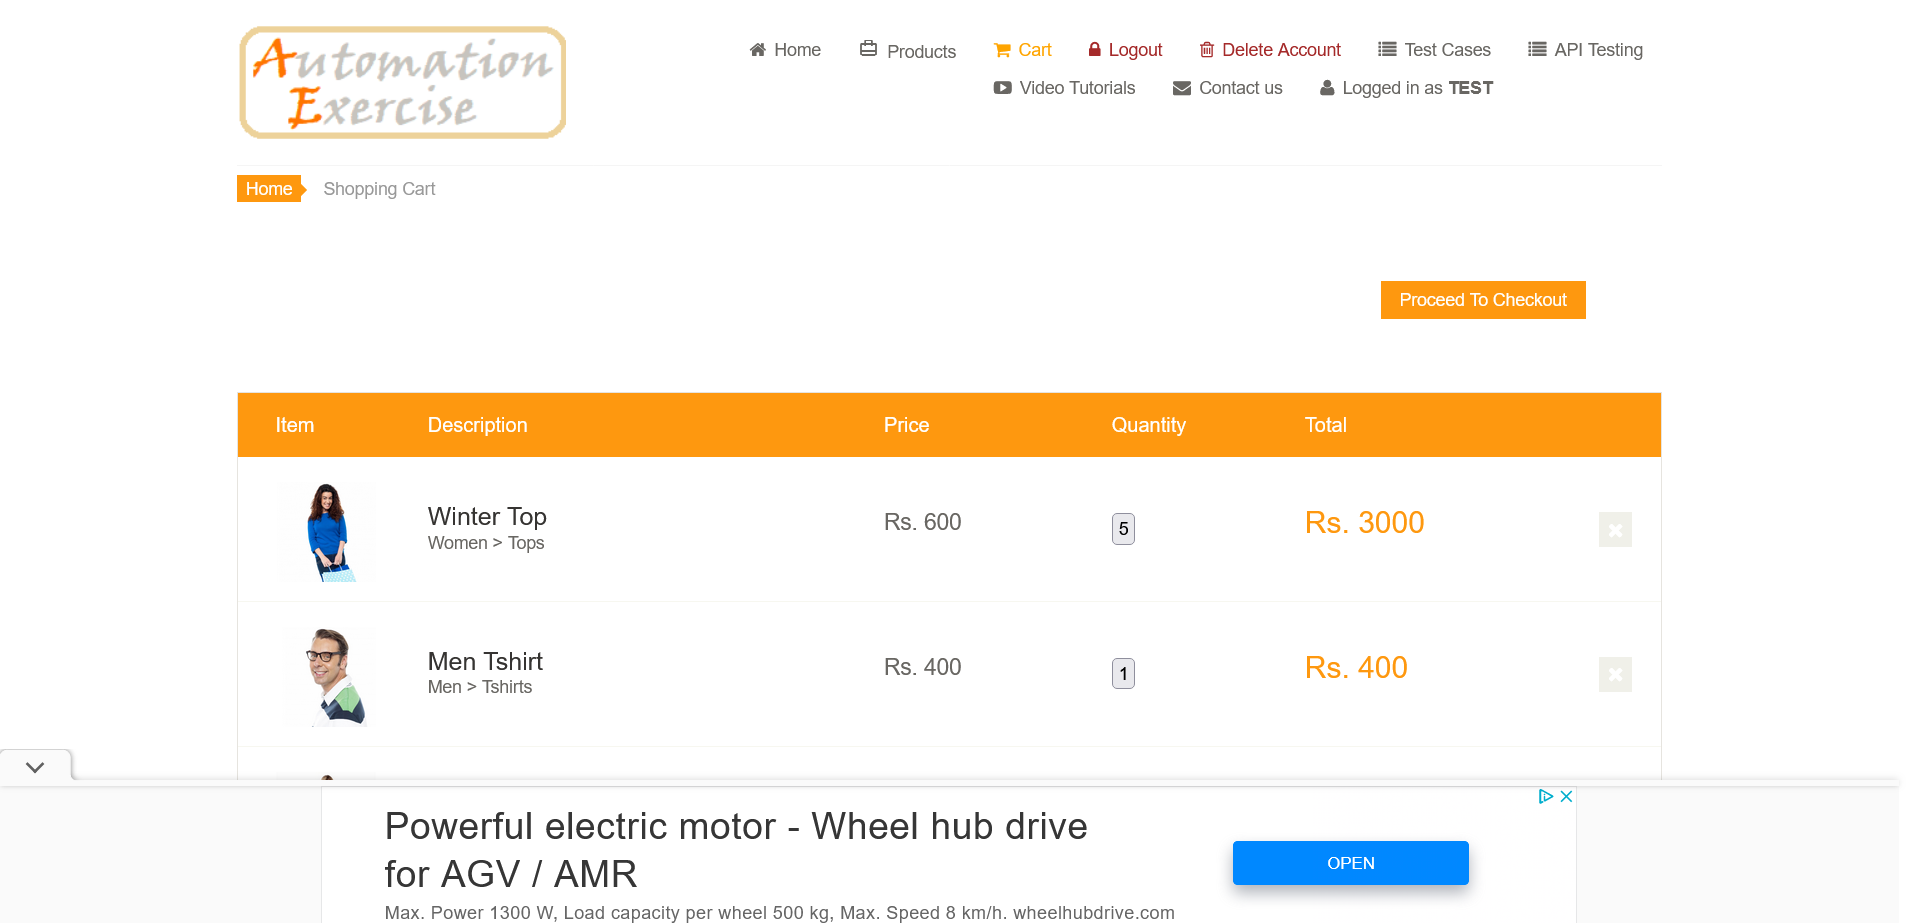 Automation
Exercise
Home
Products
Cart
Logout
Delete Account
Test Cases
API Testing
Video Tutorials
Contact us
Logged in as TEST
Home
Shopping Cart
Proceed To Checkout
Item Description Price Quantity Total
Winter Top
Women > Tops
Rs. 600
5
Rs. 3000
Men Tshirt
Men > Tshirts
Rs. 400
1
Rs. 400
Powerful electric motor - Wheel hub drive
for AGV / AMR
Max. Power 1300 W, Load capacity per wheel 500 kg, Max. Speed 8 km/h. wheelhubdrive.com
OPEN